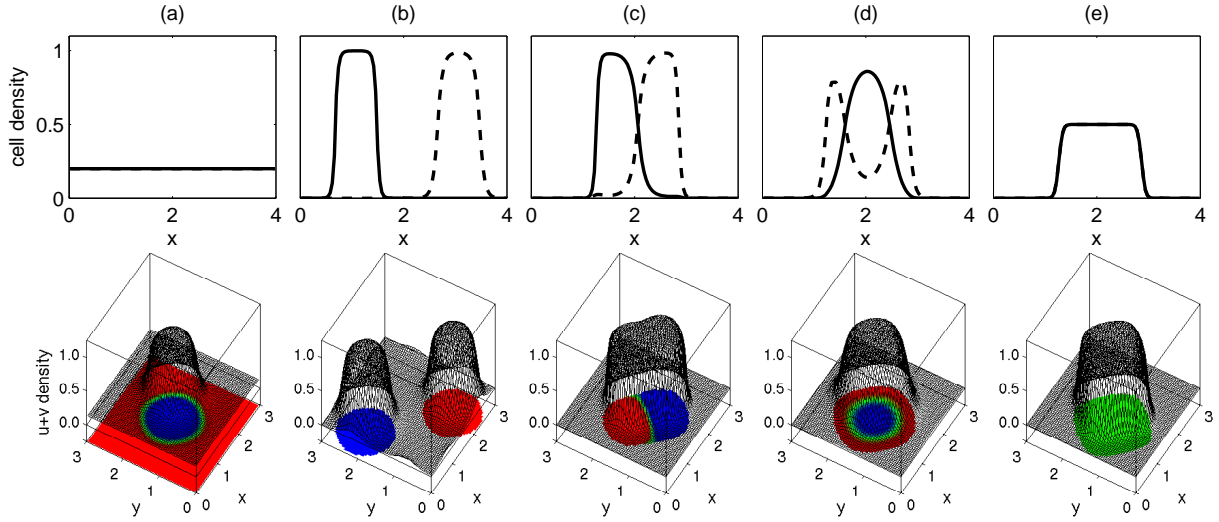 (a) (b) (c) (d) (e)
1
0.5
0
cell density
0 2 4 0 2 4 0 2 4 0 2 4 0 2 4
x x x x x
1.0 1.0 1.0 1.0 1.0
0.5 0.5 0.5 0.5 0.5
0.0 0.0 0.0 0.0 0.0
u+v density
3 2 1 0 0 1 2 3
y x
3 2 1 0 0 1 2 3
y x
3 2 1 0 0 1 2 3
y x
3 2 1 0 0 1 2 3
y x
3 2 1 0 0 1 2 3
y x